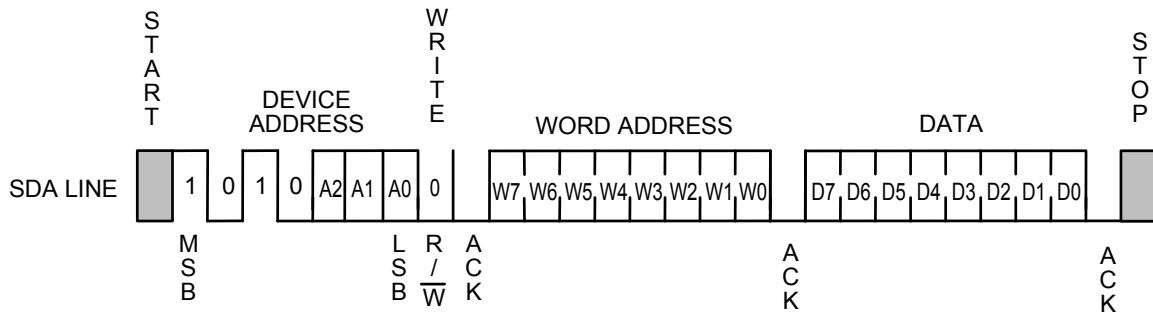 START
WRITE
STOP
DEVICE
ADDRESS
WORD ADDRESS
DATA
SDA LINE
1 0 1 0 A2 A1 A0 0 W7 W6 W5 W4 W3 W2 W1 W0 D7 D6 D5 D4 D3 D2 D1 D0
MSB
LSB
R/W̅
ACK
ACK
ACK